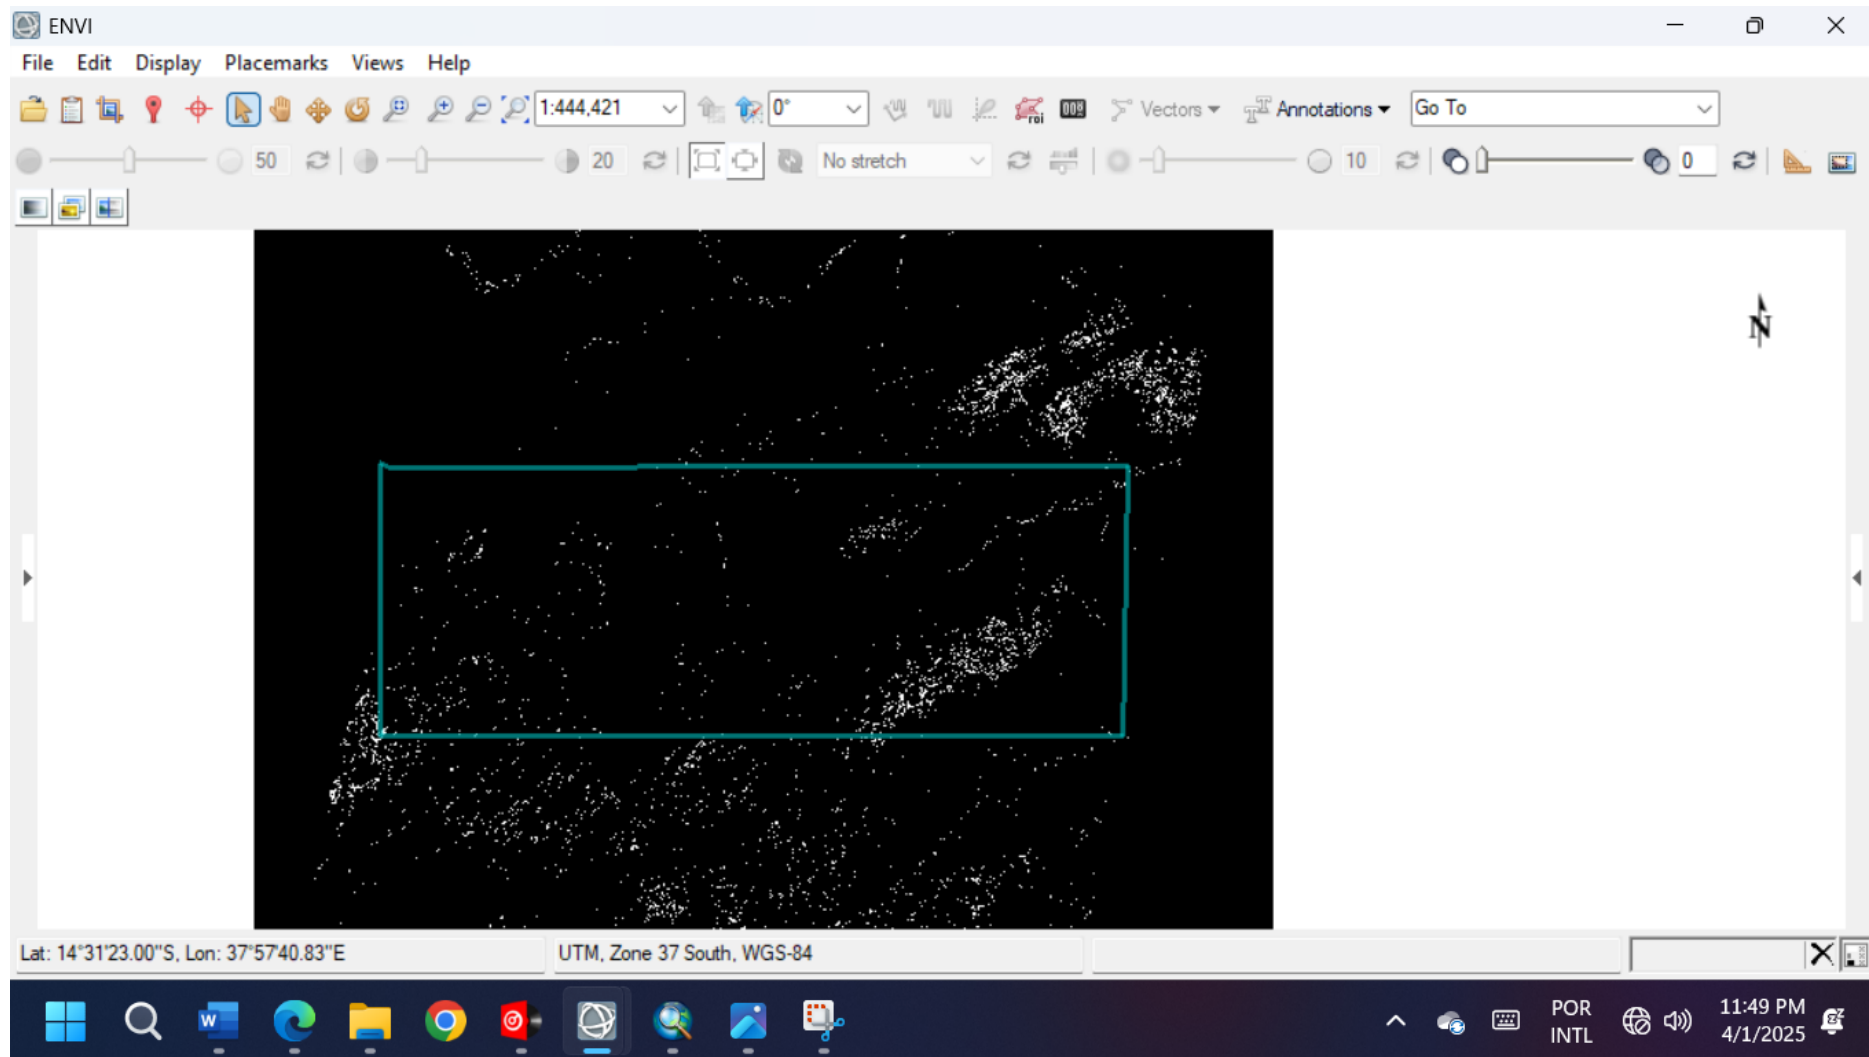 ENVI
File Edit Display Placemarks Views Help
1:444,421 0° roi Vectors Annotations Go To
50 20 No stretch 10 0
N
Lat: 14°31'23.00"S, Lon: 37°57'40.83"E UTM, Zone 37 South, WGS-84
POR
INTL
11:49 PM
4/1/2025